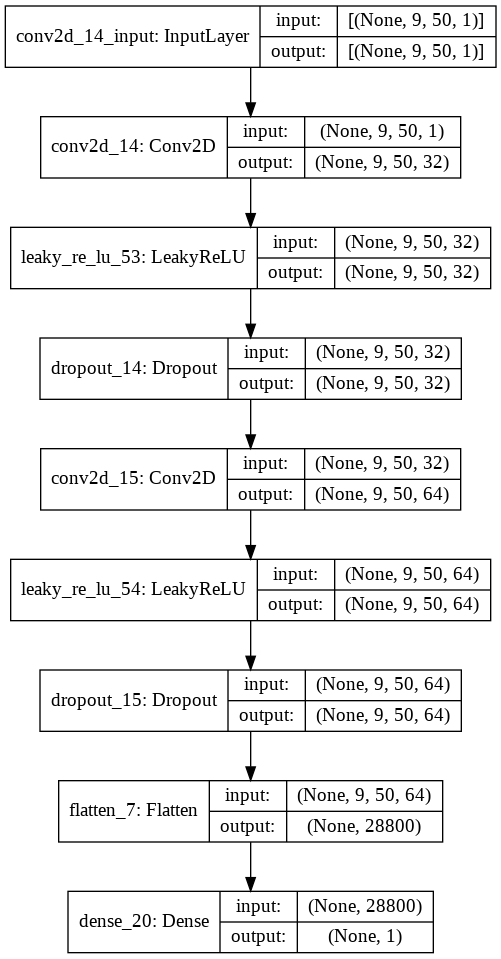 conv2d_14_input: InputLayer
input:
[(None, 9, 50, 1)]
output:
[(None, 9, 50, 1)]
conv2d_14: Conv2D
input:
(None, 9, 50, 1)
output:
(None, 9, 50, 32)
leaky_re_lu_53: LeakyReLU
input:
(None, 9, 50, 32)
output:
(None, 9, 50, 32)
dropout_14: Dropout
input:
(None, 9, 50, 32)
output:
(None, 9, 50, 32)
conv2d_15: Conv2D
input:
(None, 9, 50, 32)
output:
(None, 9, 50, 64)
leaky_re_lu_54: LeakyReLU
input:
(None, 9, 50, 64)
output:
(None, 9, 50, 64)
dropout_15: Dropout
input:
(None, 9, 50, 64)
output:
(None, 9, 50, 64)
flatten_7: Flatten
input:
(None, 9, 50, 64)
output:
(None, 28800)
dense_20: Dense
input:
(None, 28800)
output:
(None, 1)